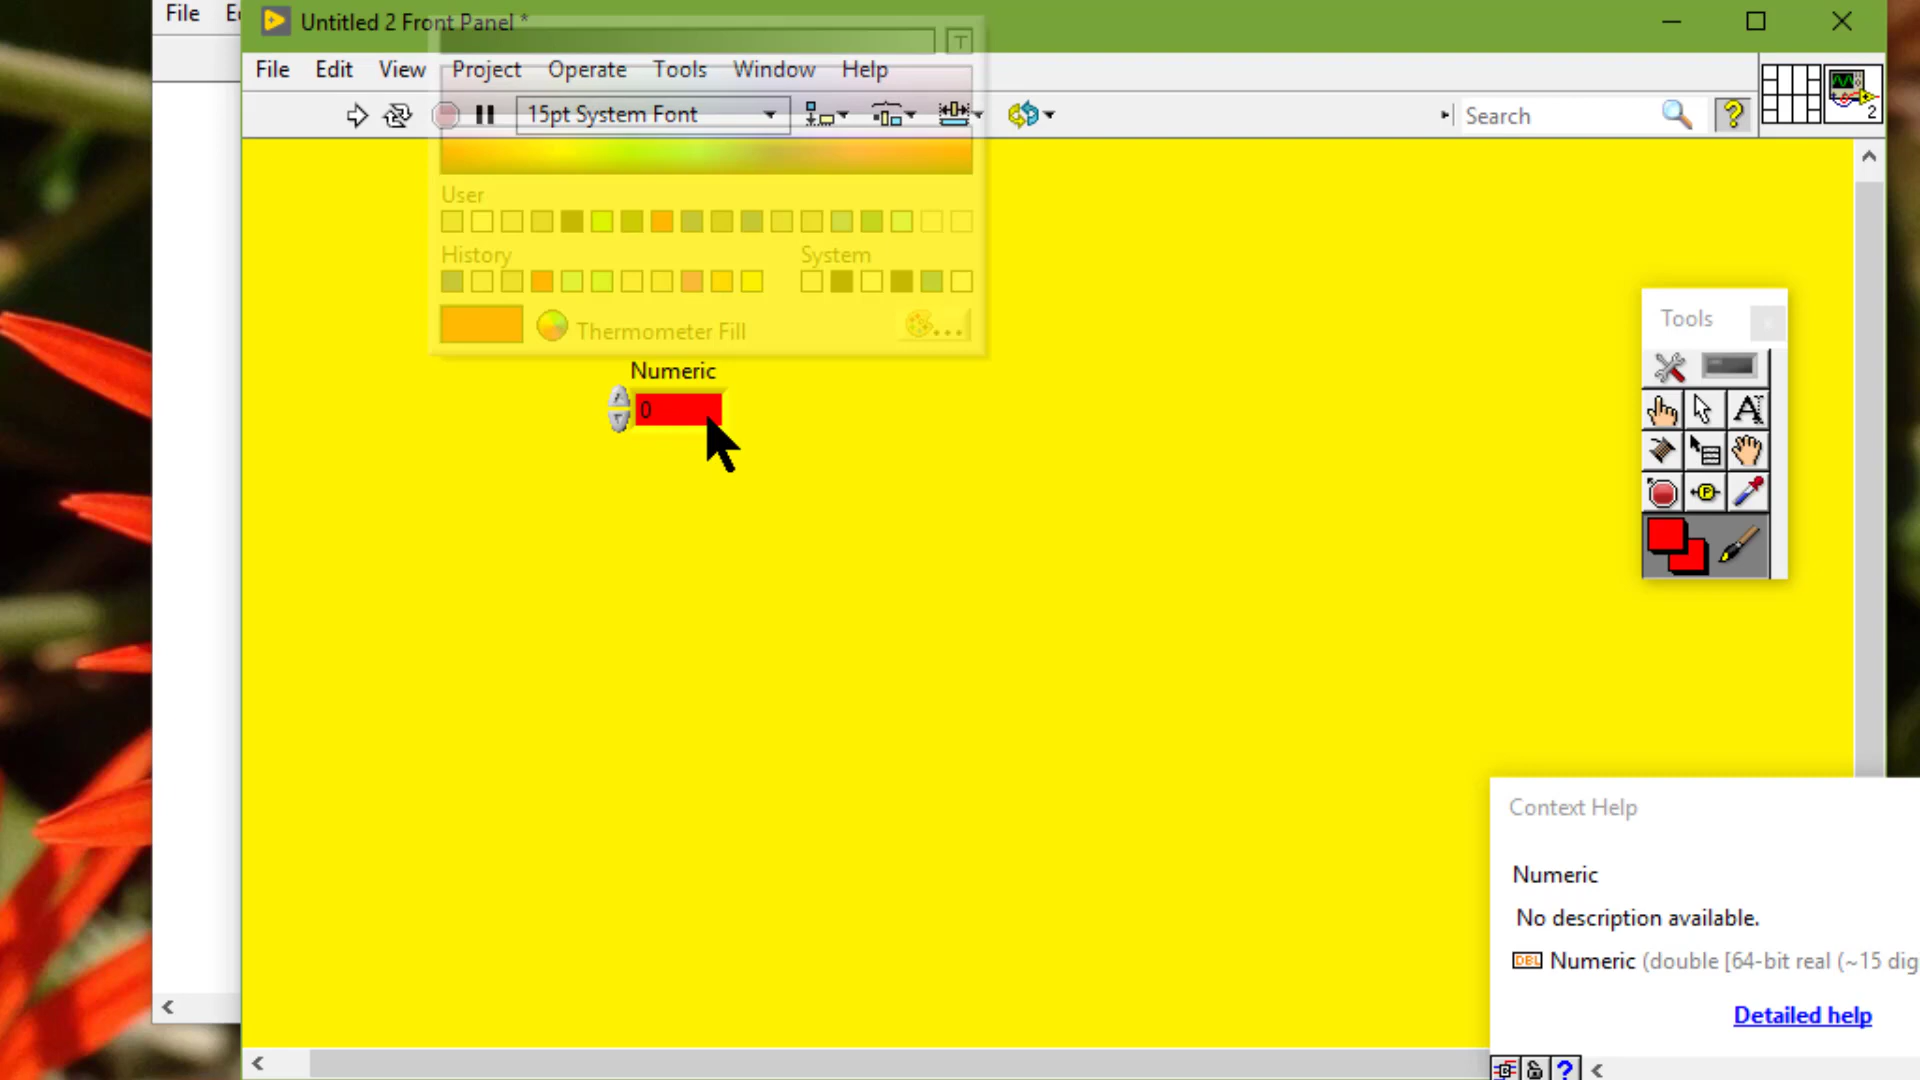 File
Untitled 2 Front Panel *
File Edit View Project Operate Tools Window Help
15pt System Font
Search
2
User
History
System
Thermometer Fill
...
Numeric
0
Tools
Context Help
Numeric
No description available.
DBL Numeric (double [64-bit real (~15 dig
Detailed help